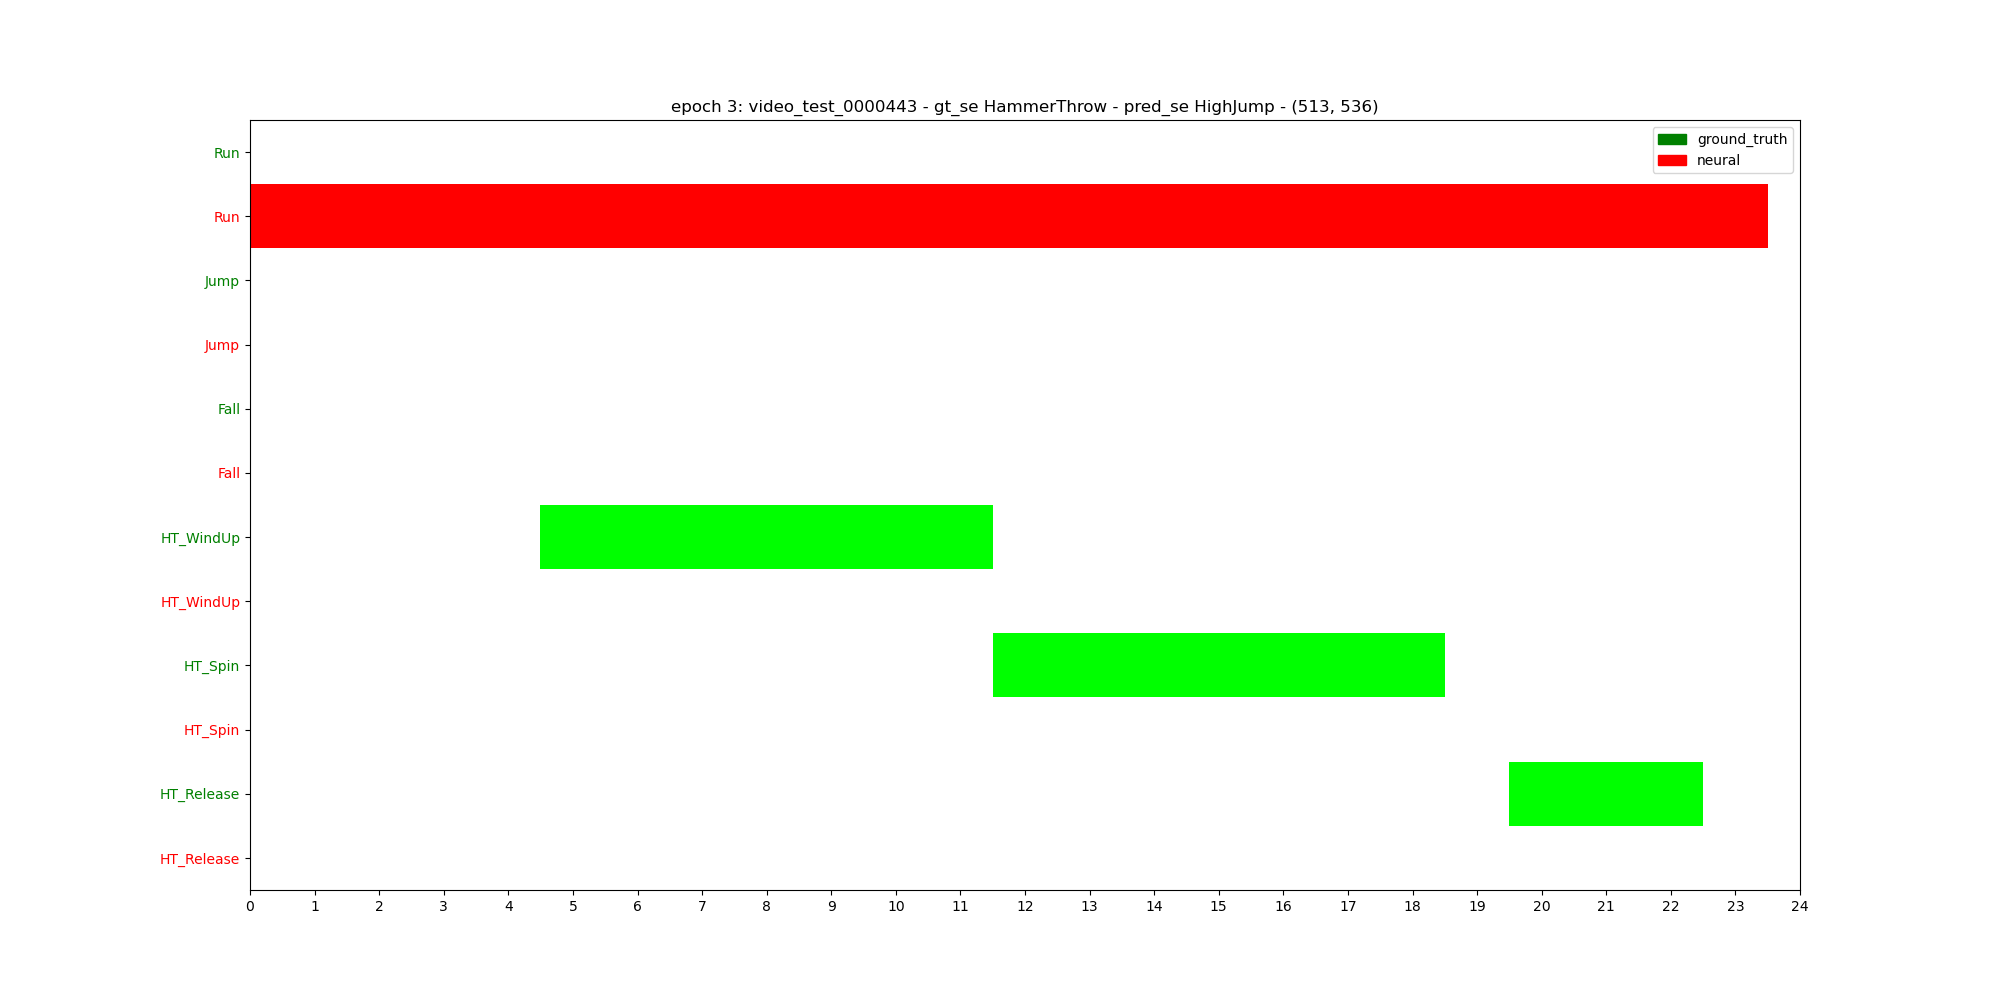 epoch 3: video_test_0000443 - gt_se HammerThrow - pred_se HighJump - (513, 536)
ground_truth
neural
Run
Run
Jump
Jump
Fall
Fall
HT_WindUp
HT_WindUp
HT_Spin
HT_Spin
HT_Release
HT_Release
0 1 2 3 4 5 6 7 8 9 10 11 12 13 14 15 16 17 18 19 20 21 22 23 24